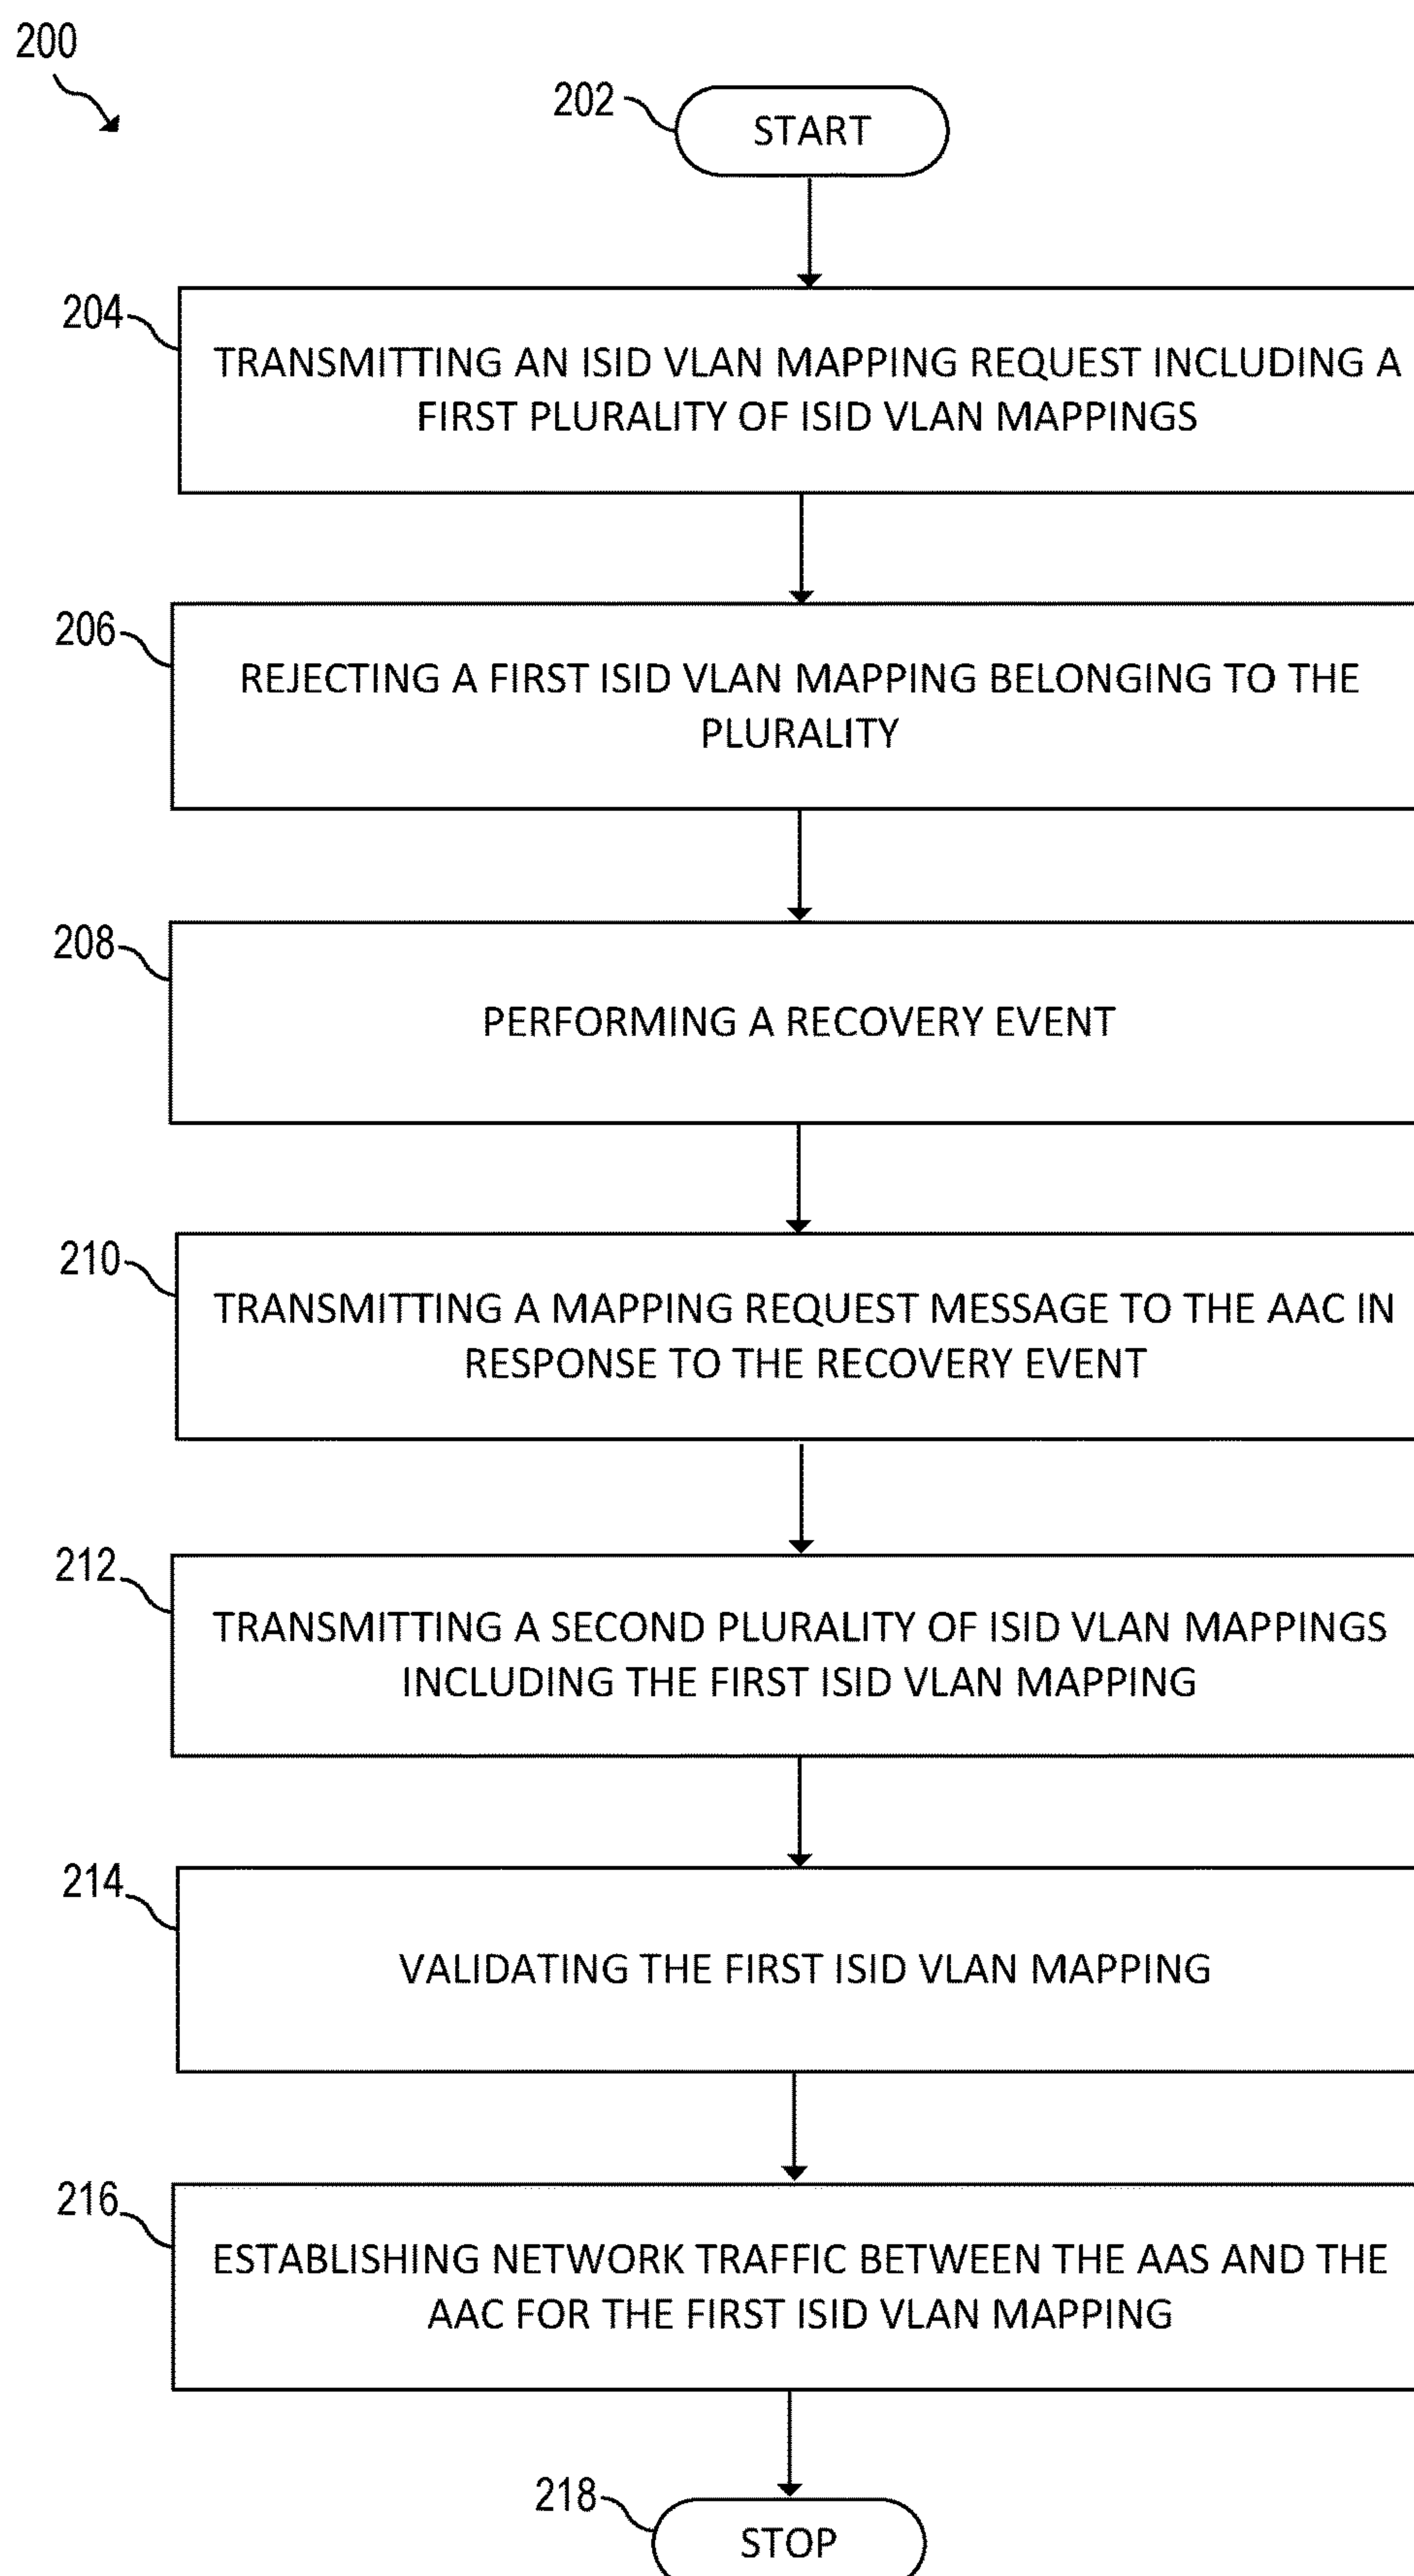 200
202
START
204
TRANSMITTING AN ISID VLAN MAPPING REQUEST INCLUDING A
FIRST PLURALITY OF ISID VLAN MAPPINGS
206
REJECTING A FIRST ISID VLAN MAPPING BELONGING TO THE
PLURALITY
208
PERFORMING A RECOVERY EVENT
210
TRANSMITTING A MAPPING REQUEST MESSAGE TO THE AAC IN
RESPONSE TO THE RECOVERY EVENT
212
TRANSMITTING A SECOND PLURALITY OF ISID VLAN MAPPINGS
INCLUDING THE FIRST ISID VLAN MAPPING
214
VALIDATING THE FIRST ISID VLAN MAPPING
216
ESTABLISHING NETWORK TRAFFIC BETWEEN THE AAS AND THE
AAC FOR THE FIRST ISID VLAN MAPPING
218
STOP